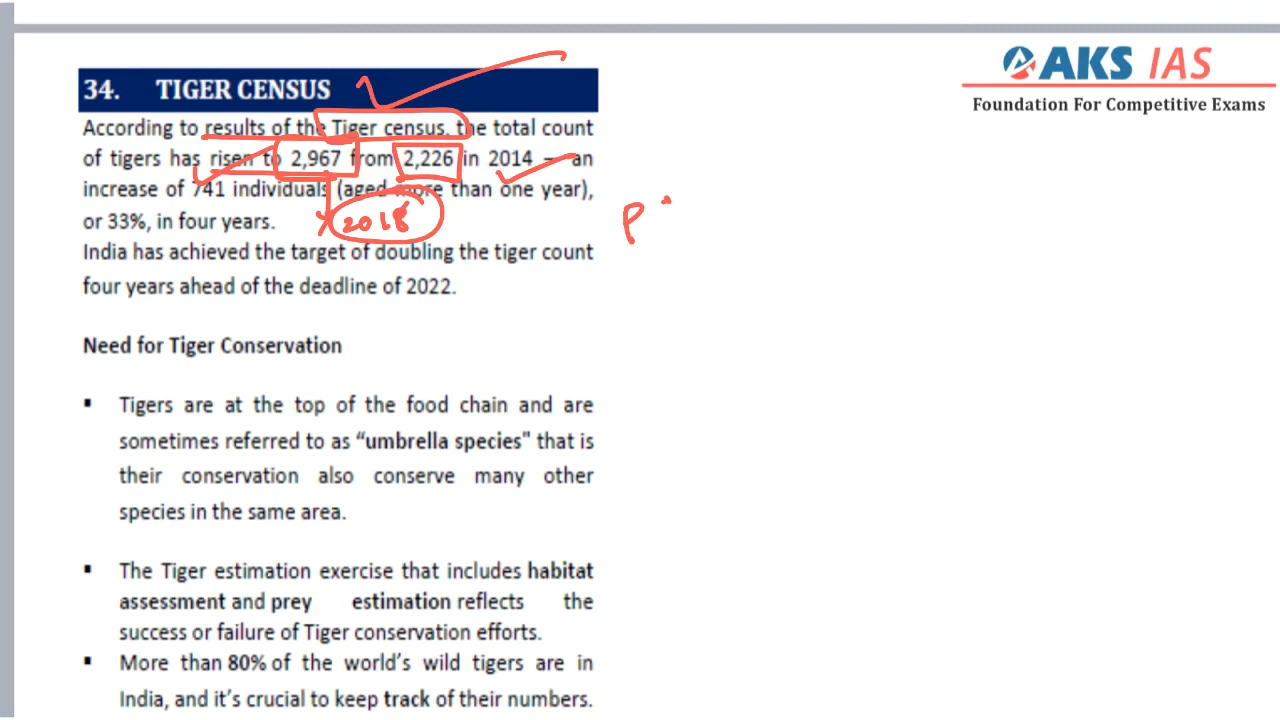 AKS IAS
Foundation For Competitive Exams
34. TIGER CENSUS
According to results of the Tiger census, the total count
of tigers has risen to 2,967 from 2,226 in 2014 — an
increase of 741 individuals (aged more than one year),
or 33%, in four years.
2018
P
India has achieved the target of doubling the tiger count
four years ahead of the deadline of 2022.
Need for Tiger Conservation
▪ Tigers are at the top of the food chain and are
sometimes referred to as “umbrella species" that is
their conservation also conserve many other
species in the same area.
▪ The Tiger estimation exercise that includes habitat
assessment and prey estimation reflects the
success or failure of Tiger conservation efforts.
▪ More than 80% of the world’s wild tigers are in
India, and it’s crucial to keep track of their numbers.